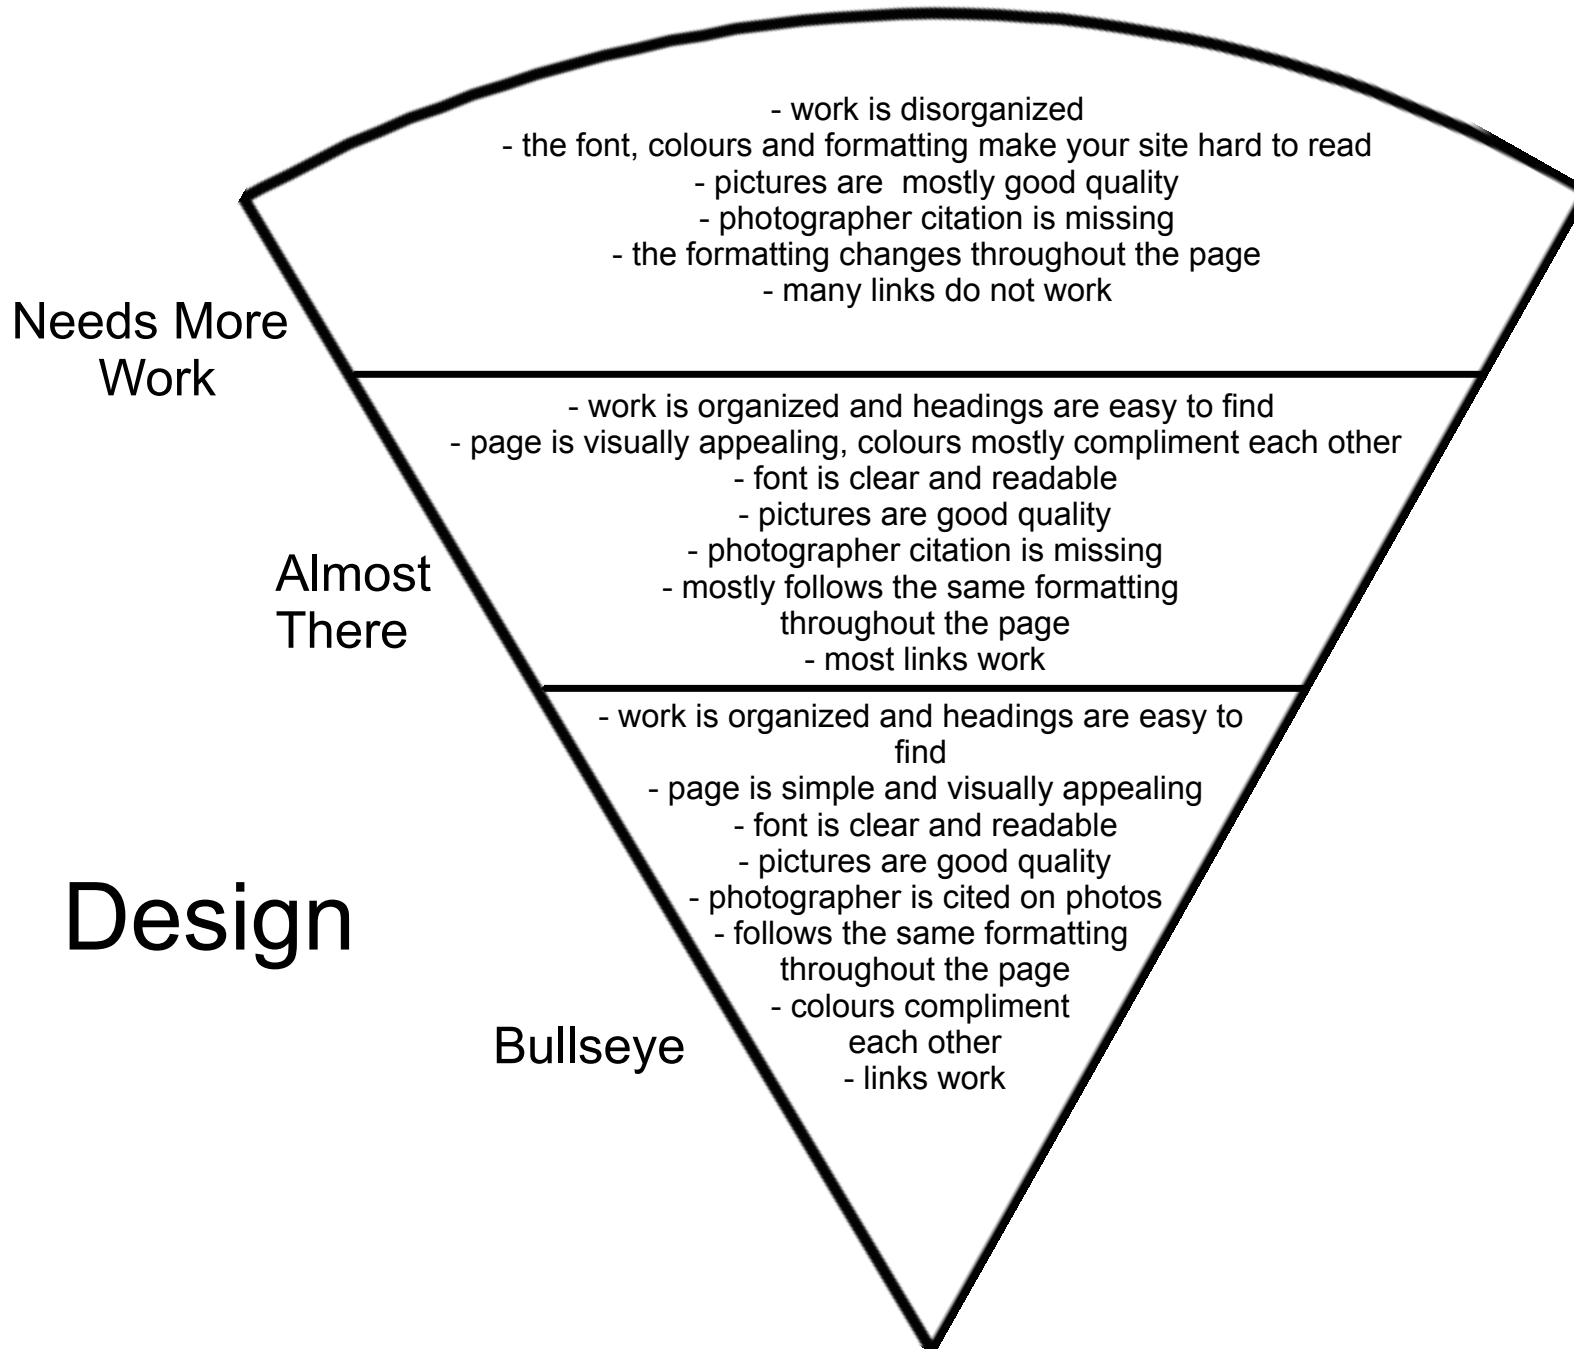 - work is disorganized
- the font, colours and formatting make your site hard to read
- pictures are  mostly good quality
- photographer citation is missing
- the formatting changes throughout the page
- many links do not work
Needs More
Work
- work is organized and headings are easy to find
- page is visually appealing, colours mostly compliment each other
- font is clear and readable
- pictures are good quality
- photographer citation is missing
- mostly follows the same formatting
throughout the page
- most links work
Almost
There
- work is organized and headings are easy to
find
- page is simple and visually appealing
- font is clear and readable
- pictures are good quality
- photographer is cited on photos
- follows the same formatting
throughout the page
- colours compliment
each other
- links work
Design
Bullseye